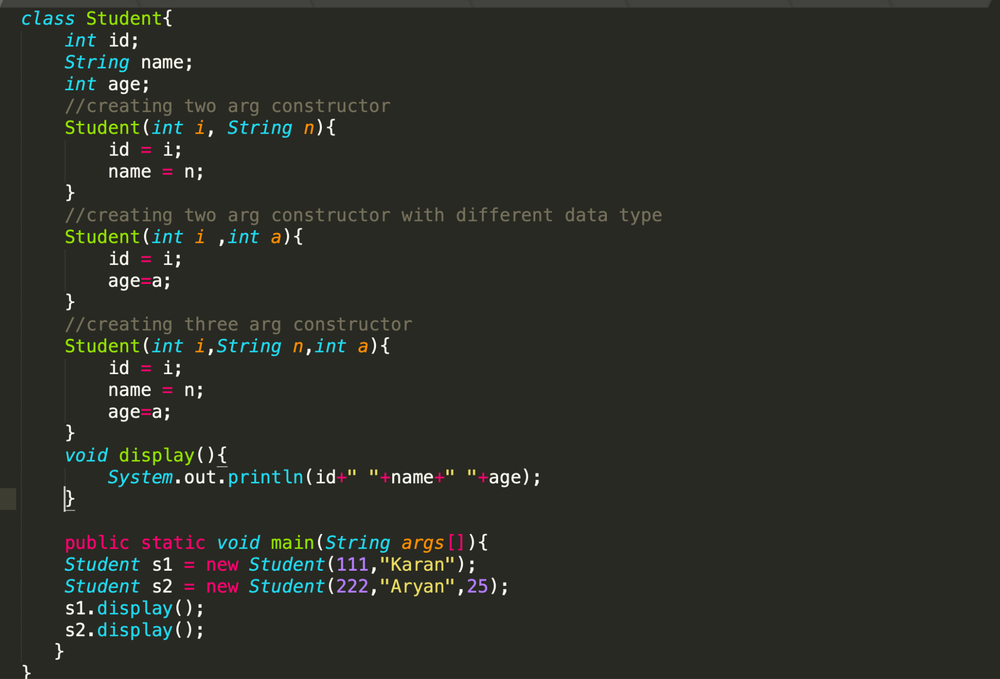 class Student{
int id;
String name;
int age;
//creating two arg constructor
Student(int i, String n){
id = i;
name = n;
}
//creating two arg constructor with different data type
Student(int i ,int a){
id = i;
age=a;
}
//creating three arg constructor
Student(int i,String n,int a){
id = i;
name = n;
age=a;
}
void display(){
System.out.println(id+" "+name+" "+age);
}
public static void main(String args[]){
Student s1 = new Student(111,"Karan");
Student s2 = new Student(222,"Aryan",25);
s1.display();
s2.display();
}
}